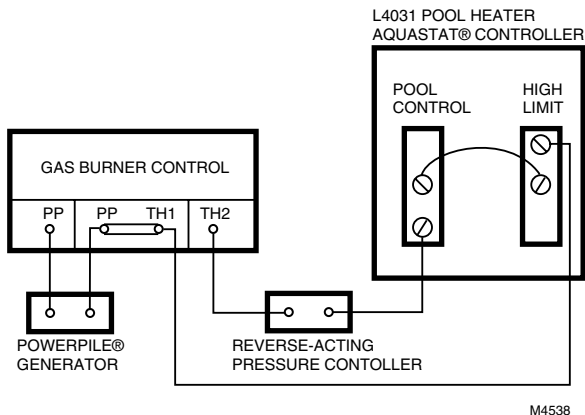 L4031 POOL HEATER
AQUASTAT® CONTROLLER
POOL
CONTROL
HIGH
LIMIT
GAS BURNER CONTROL
PP
PP
TH1
TH2
POWERPILE®
GENERATOR
REVERSE-ACTING
PRESSURE CONTOLLER
M4538